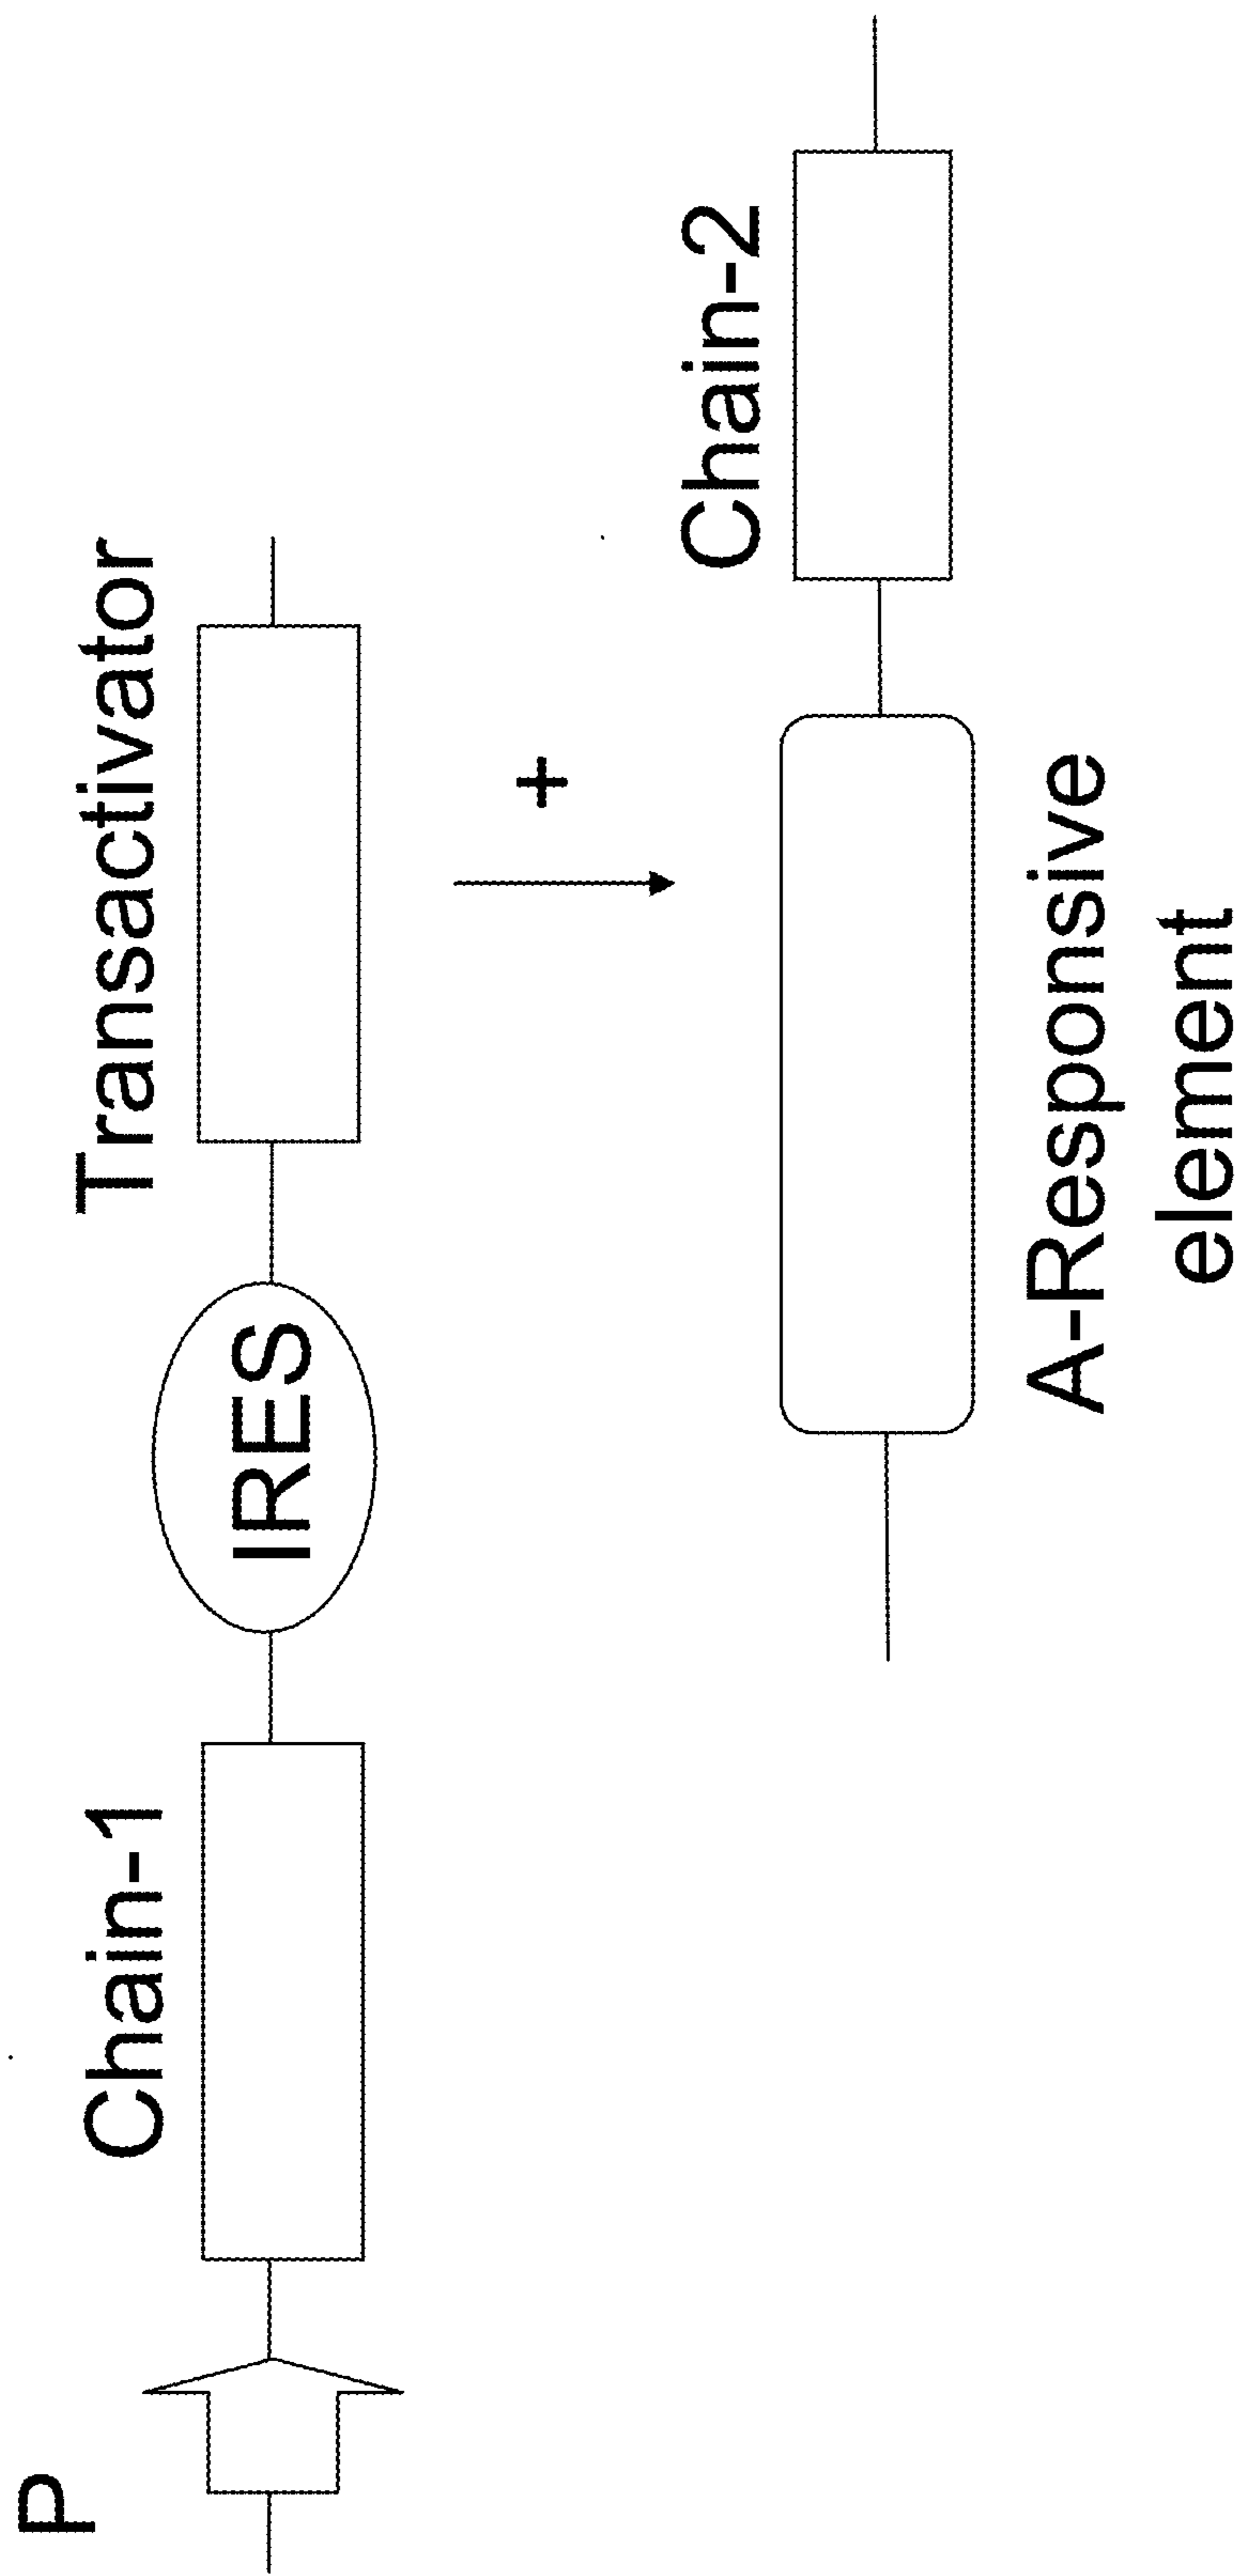 P
Chain-1
IRES
Transactivator
+
Chain-2
A-Responsive
element